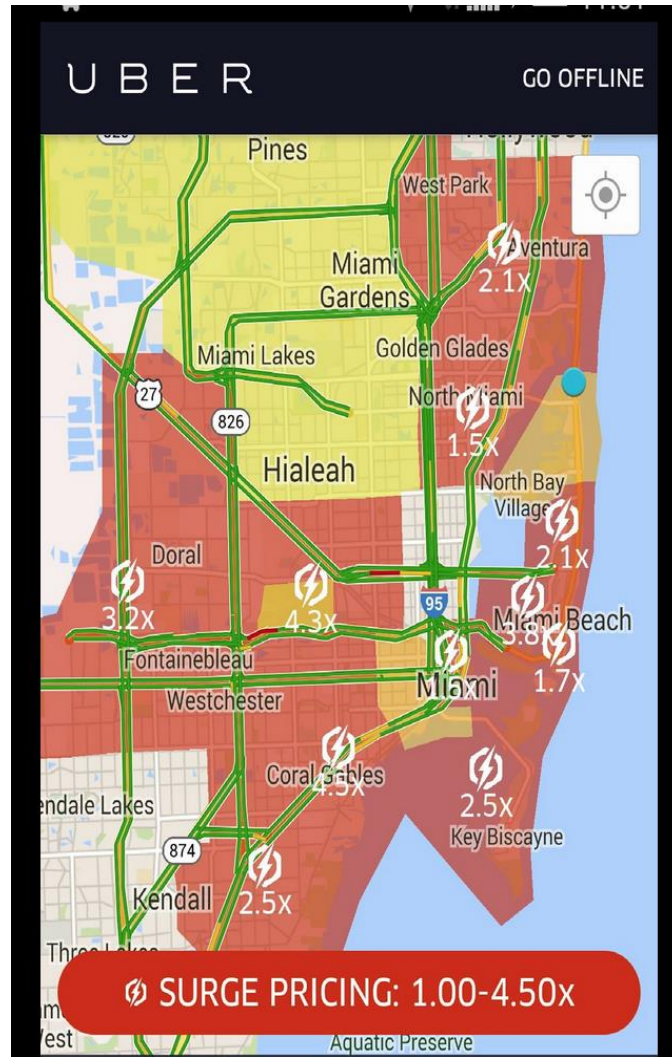 UBER
GO OFFLINE
Pines
West Park
Aventura
2.1x
Miami
Gardens
Miami Lakes
Golden Glades
27
North Miami
826
1.5x
Hialeah
North Bay
Village
Doral
2.1x
3.2x
4.3x
95
Miami Beach
3.8
Fontainebleau
Miami
1.7x
Westchester
Coral Gables
4.5x
2.5x
endale Lakes
Key Biscayne
874
2.5x
Kendall
SURGE PRICING: 1.00-4.50x
Aquatic Preserve